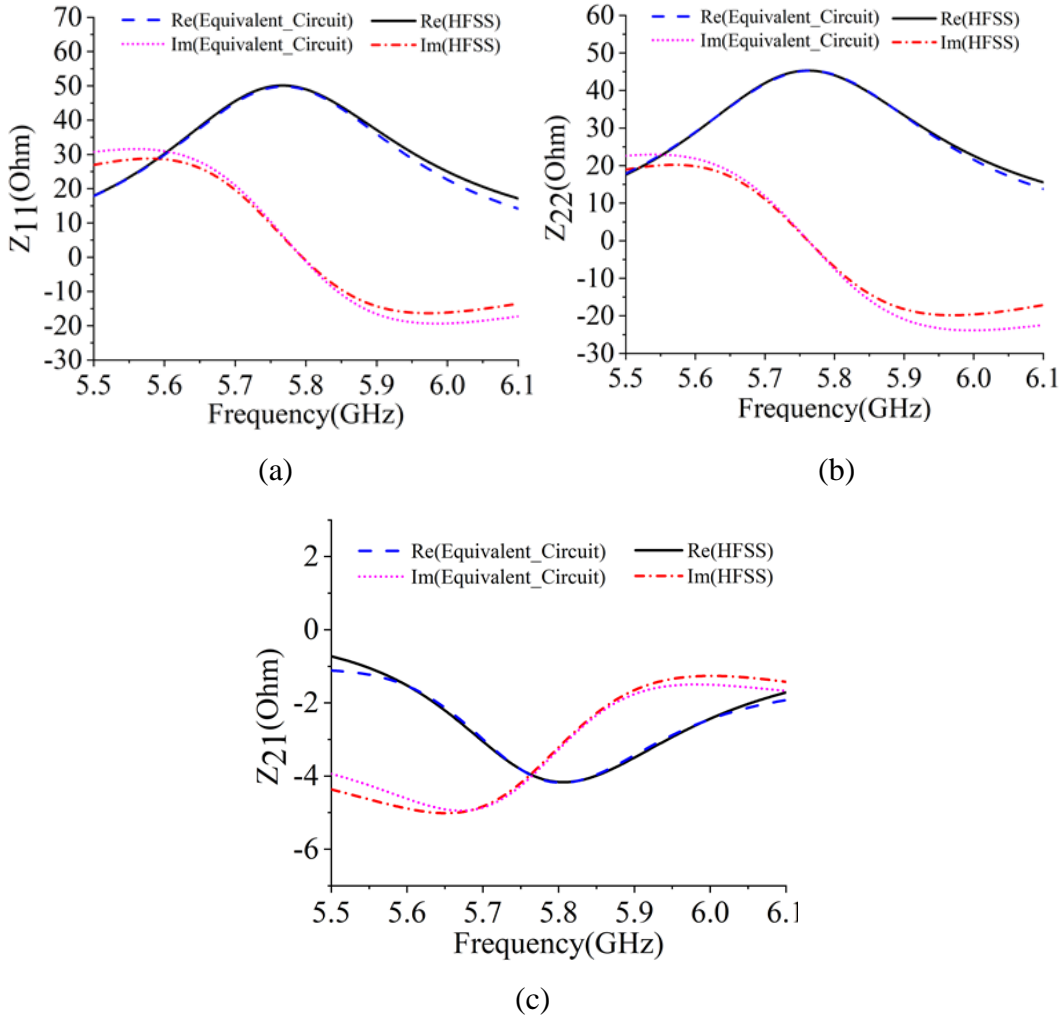 Re(Equivalent_Circuit) Re(HFSS)
Im(Equivalent_Circuit) Im(HFSS)
Z11(Ohm)
70
60
50
40
30
20
10
0
-10
-20
-30
5.5 5.6 5.7 5.8 5.9 6.0 6.1
Frequency(GHz)
(a)
Re(Equivalent_Circuit) Re(HFSS)
Im(Equivalent_Circuit) Im(HFSS)
Z22(Ohm)
60
50
40
30
20
10
0
-10
-20
-30
5.5 5.6 5.7 5.8 5.9 6.0 6.1
Frequency(GHz)
(b)
Re(Equivalent_Circuit) Re(HFSS)
Im(Equivalent_Circuit) Im(HFSS)
Z21(Ohm)
2
0
-2
-4
-6
5.5 5.6 5.7 5.8 5.9 6.0 6.1
Frequency(GHz)
(c)